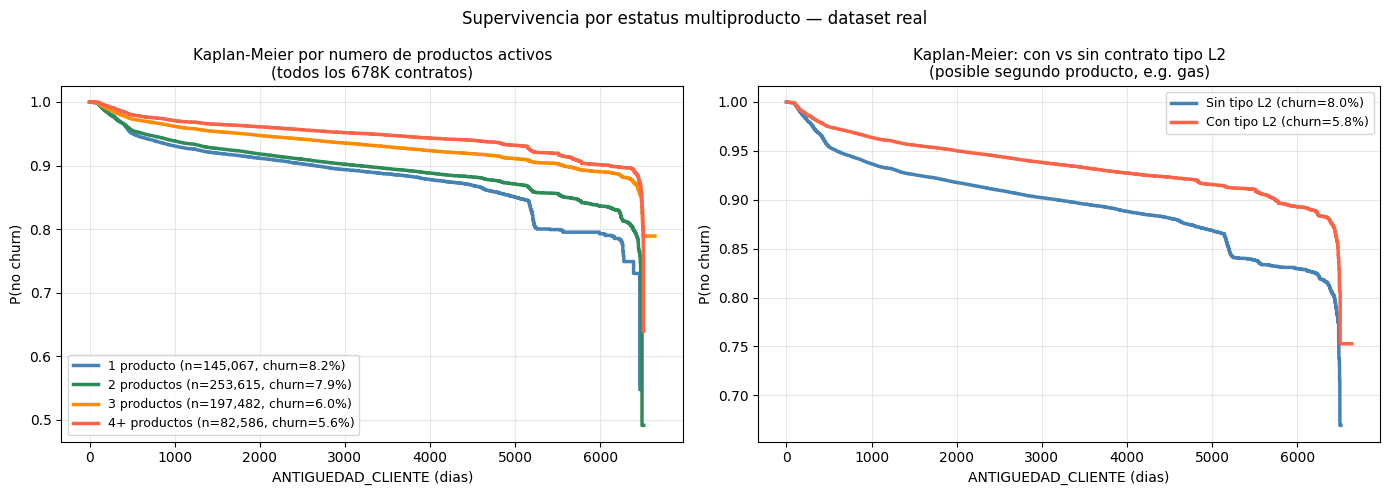 Supervivencia por estatus multiproducto — dataset real
Kaplan-Meier por numero de productos activos
(todos los 678K contratos)
P(no churn)
1.0
0.9
0.8
0.7
0.6
0.5
1 producto (n=145,067, churn=8.2%)
2 productos (n=253,615, churn=7.9%)
3 productos (n=197,482, churn=6.0%)
4+ productos (n=82,586, churn=5.6%)
0 1000 2000 3000 4000 5000 6000
ANTIGUEDAD_CLIENTE (dias)
Kaplan-Meier: con vs sin contrato tipo L2
(posible segundo producto, e.g. gas)
P(no churn)
1.00
0.95
0.90
0.85
0.80
0.75
0.70
Sin tipo L2 (churn=8.0%)
Con tipo L2 (churn=5.8%)
0 1000 2000 3000 4000 5000 6000
ANTIGUEDAD_CLIENTE (dias)